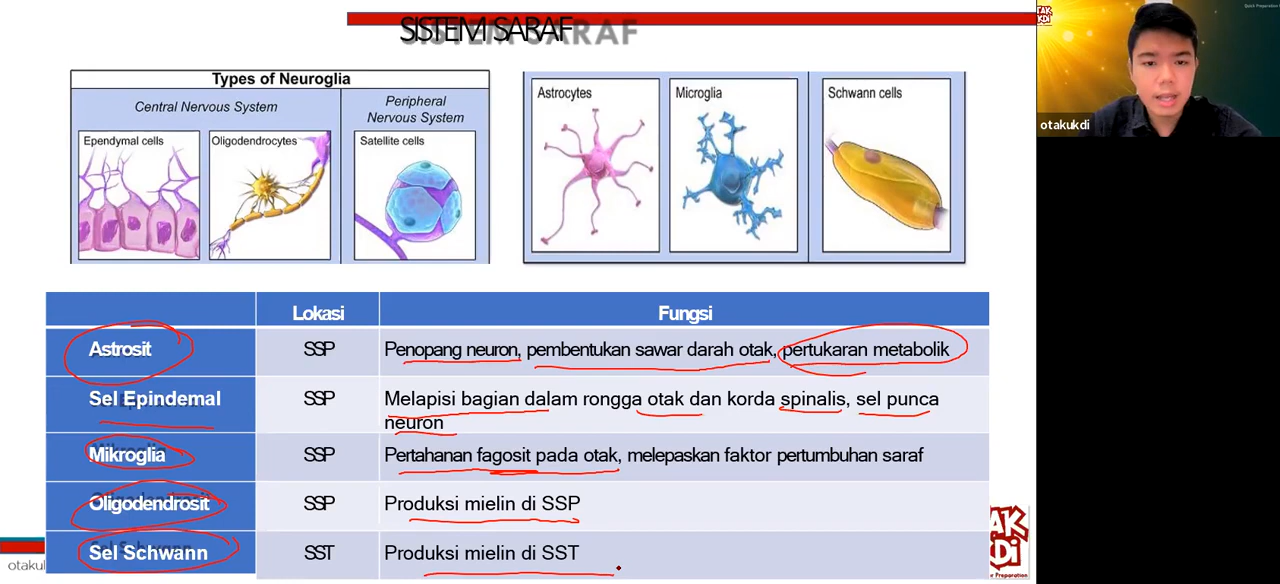 SISTEM SARAF
Types of Neuroglia
Central Nervous System
Peripheral
Nervous System
Ependymal cells
Oligodendrocytes
Satellite cells
Astrocytes
Microglia
Schwann cells
otakukdi
Lokasi
Fungsi
Astrosit
SSP
Penopang neuron, pembentukan sawar darah otak, pertukaran metabolik
Sel Epindemal
SSP
Melapisi bagian dalam rongga otak dan korda spinalis, sel punca
neuron
Mikroglia
SSP
Pertahanan fagosit pada otak, melepaskan faktor pertumbuhan saraf
Oligodendrosit
SSP
Produksi mielin di SSP
Sel Schwann
SST
Produksi mielin di SST